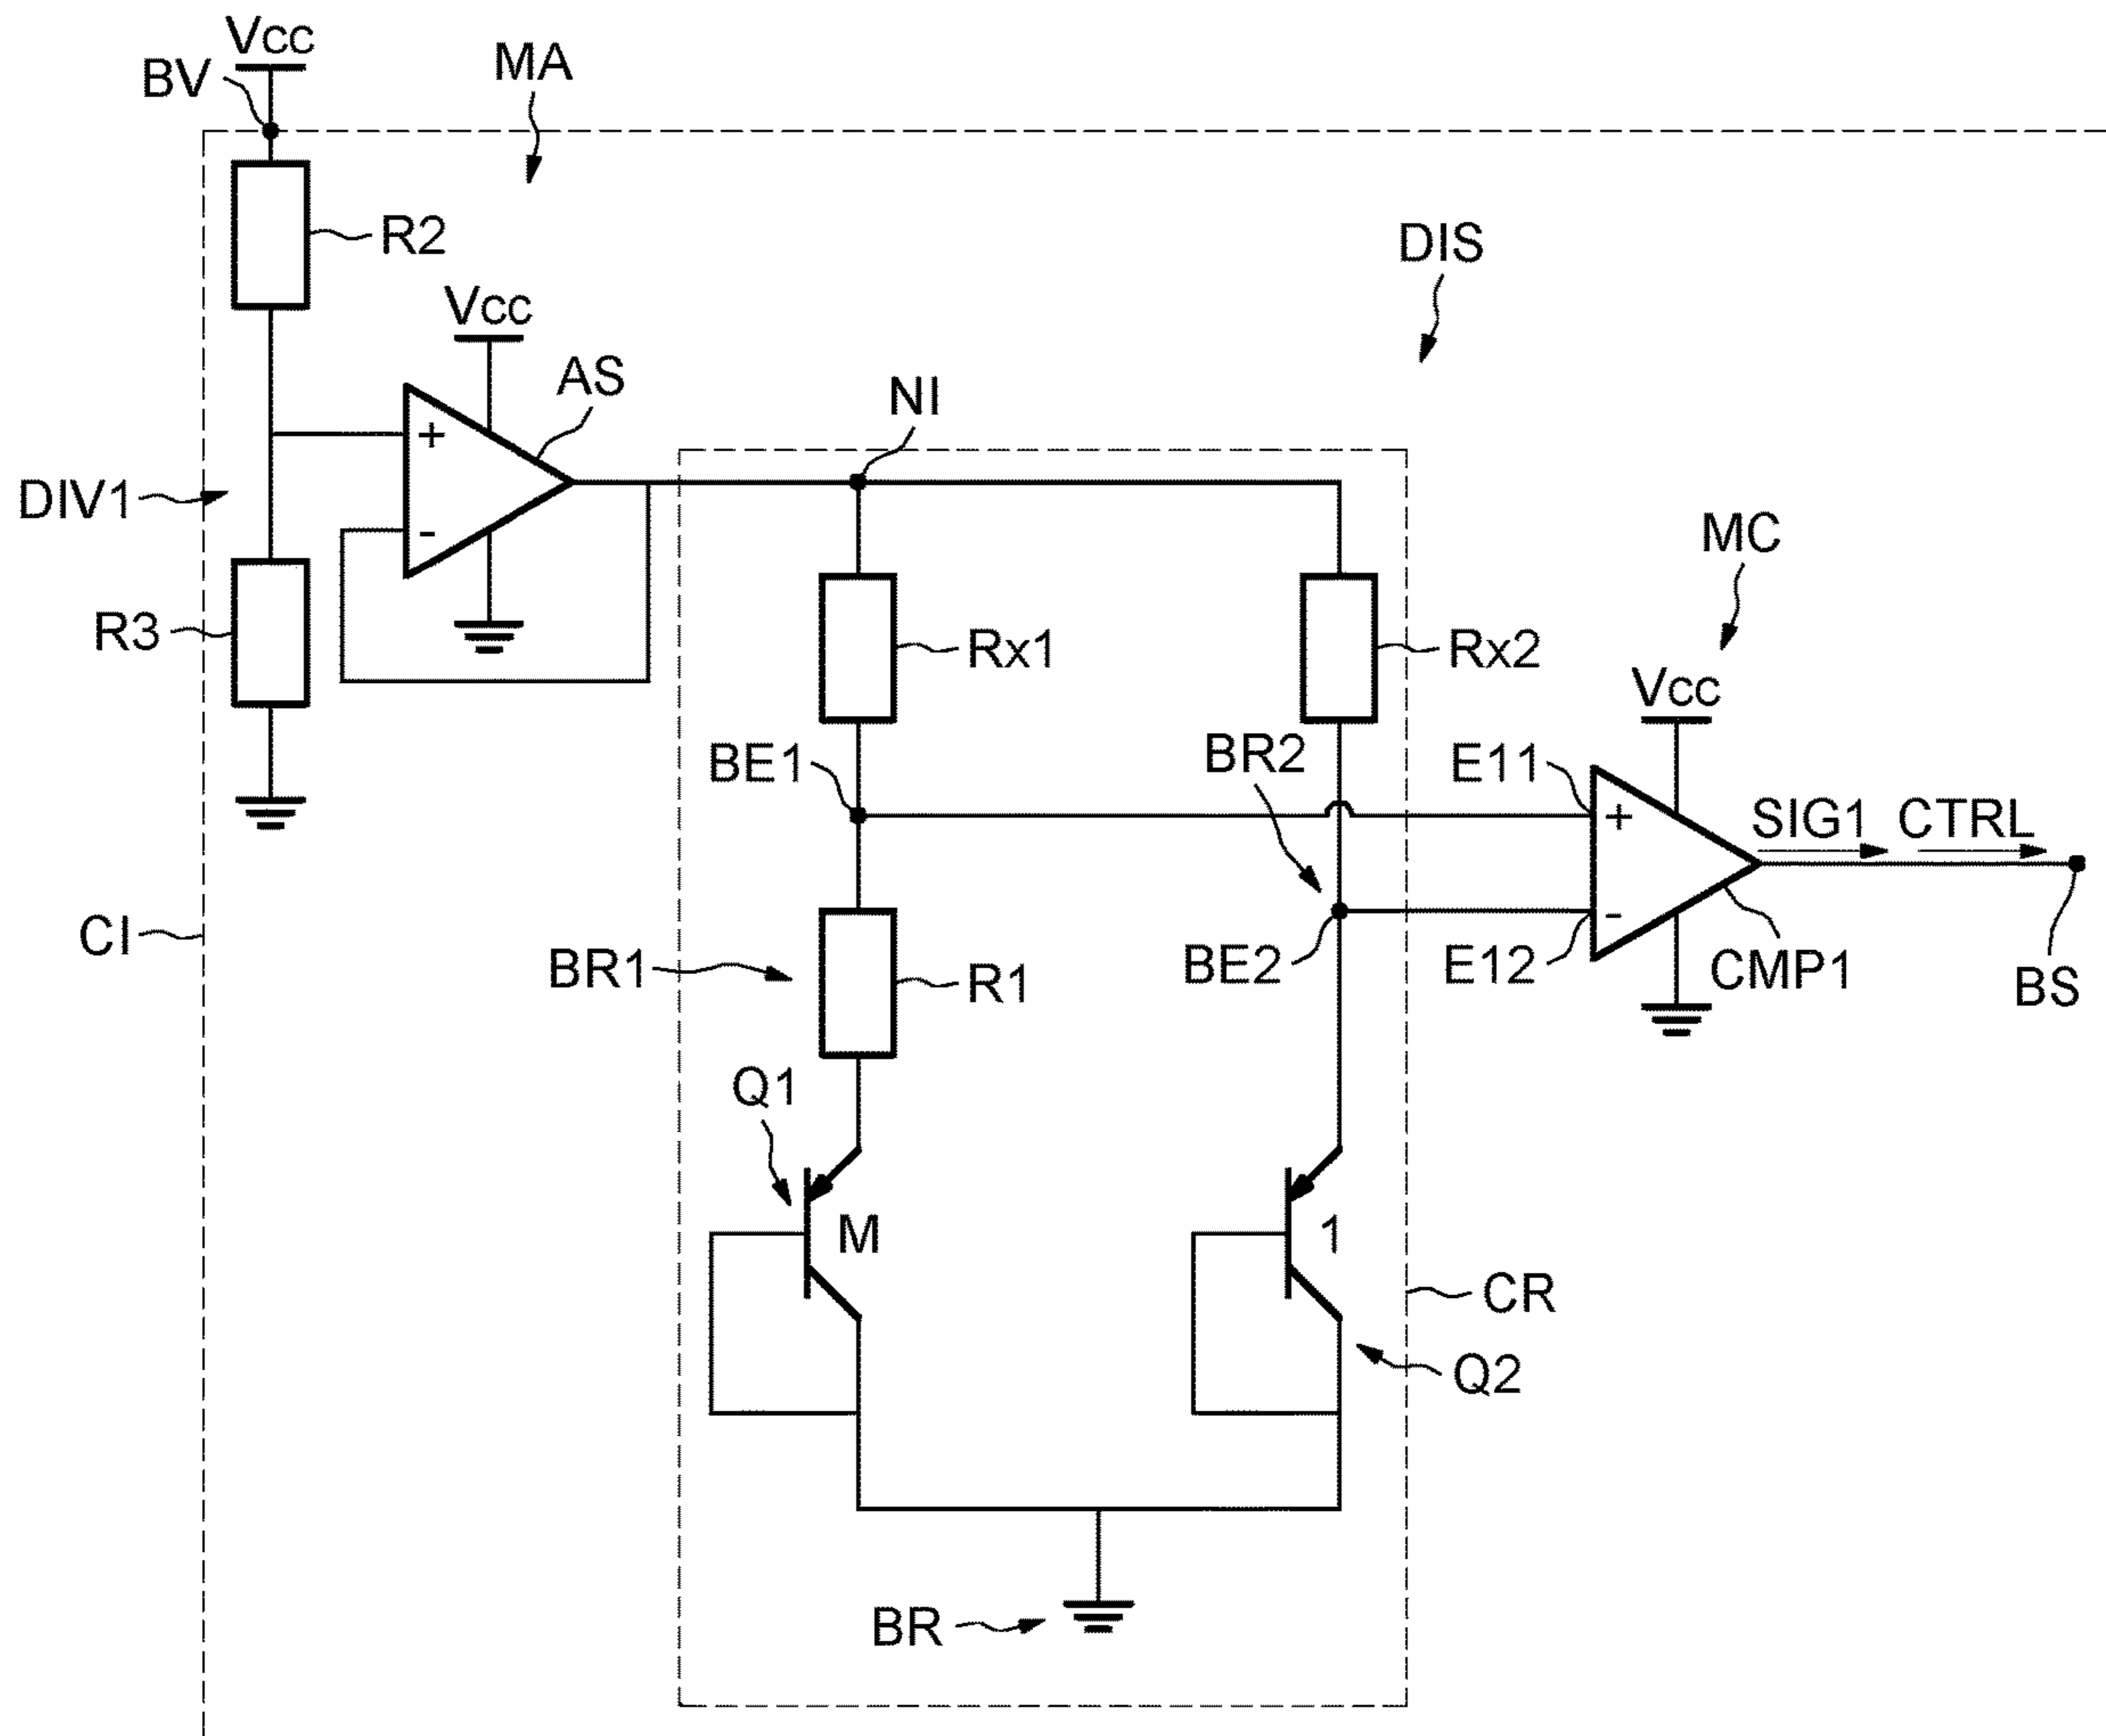 Vcc
BV
MA
R2
DIS
Vcc
AS
NI
+
DIV1
-
MC
R3
Rx1
Rx2
Vcc
BE1
BR2
E11
+
SIG1
CTRL
CI
BR1
R1
BE2
E12
-
CMP1
BS
Q1
M
1
CR
Q2
BR